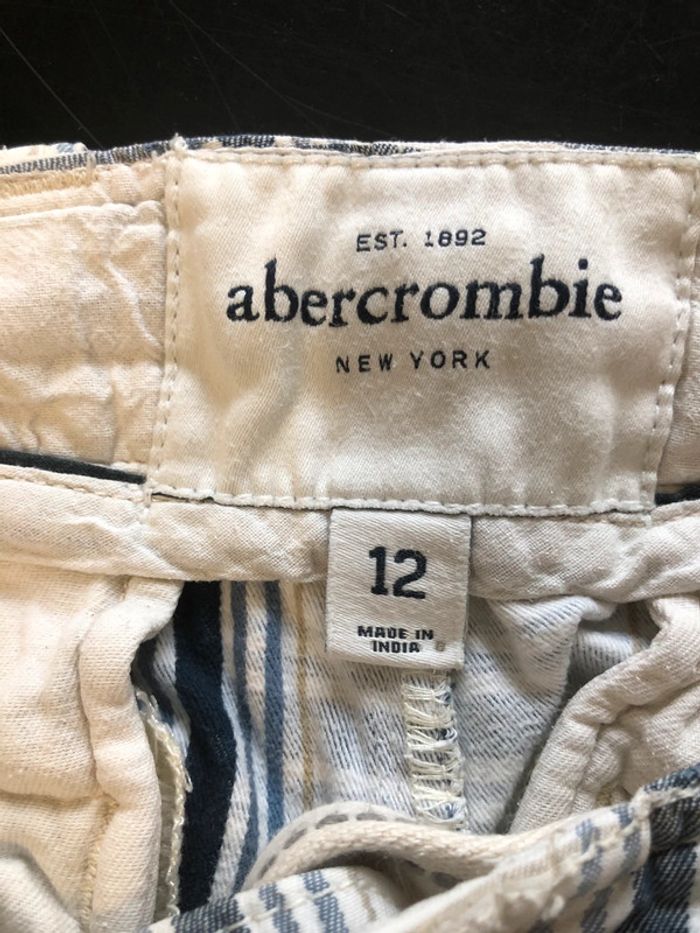 EST. 1892
abercrombie
NEW YORK
12
MADE IN
INDIA